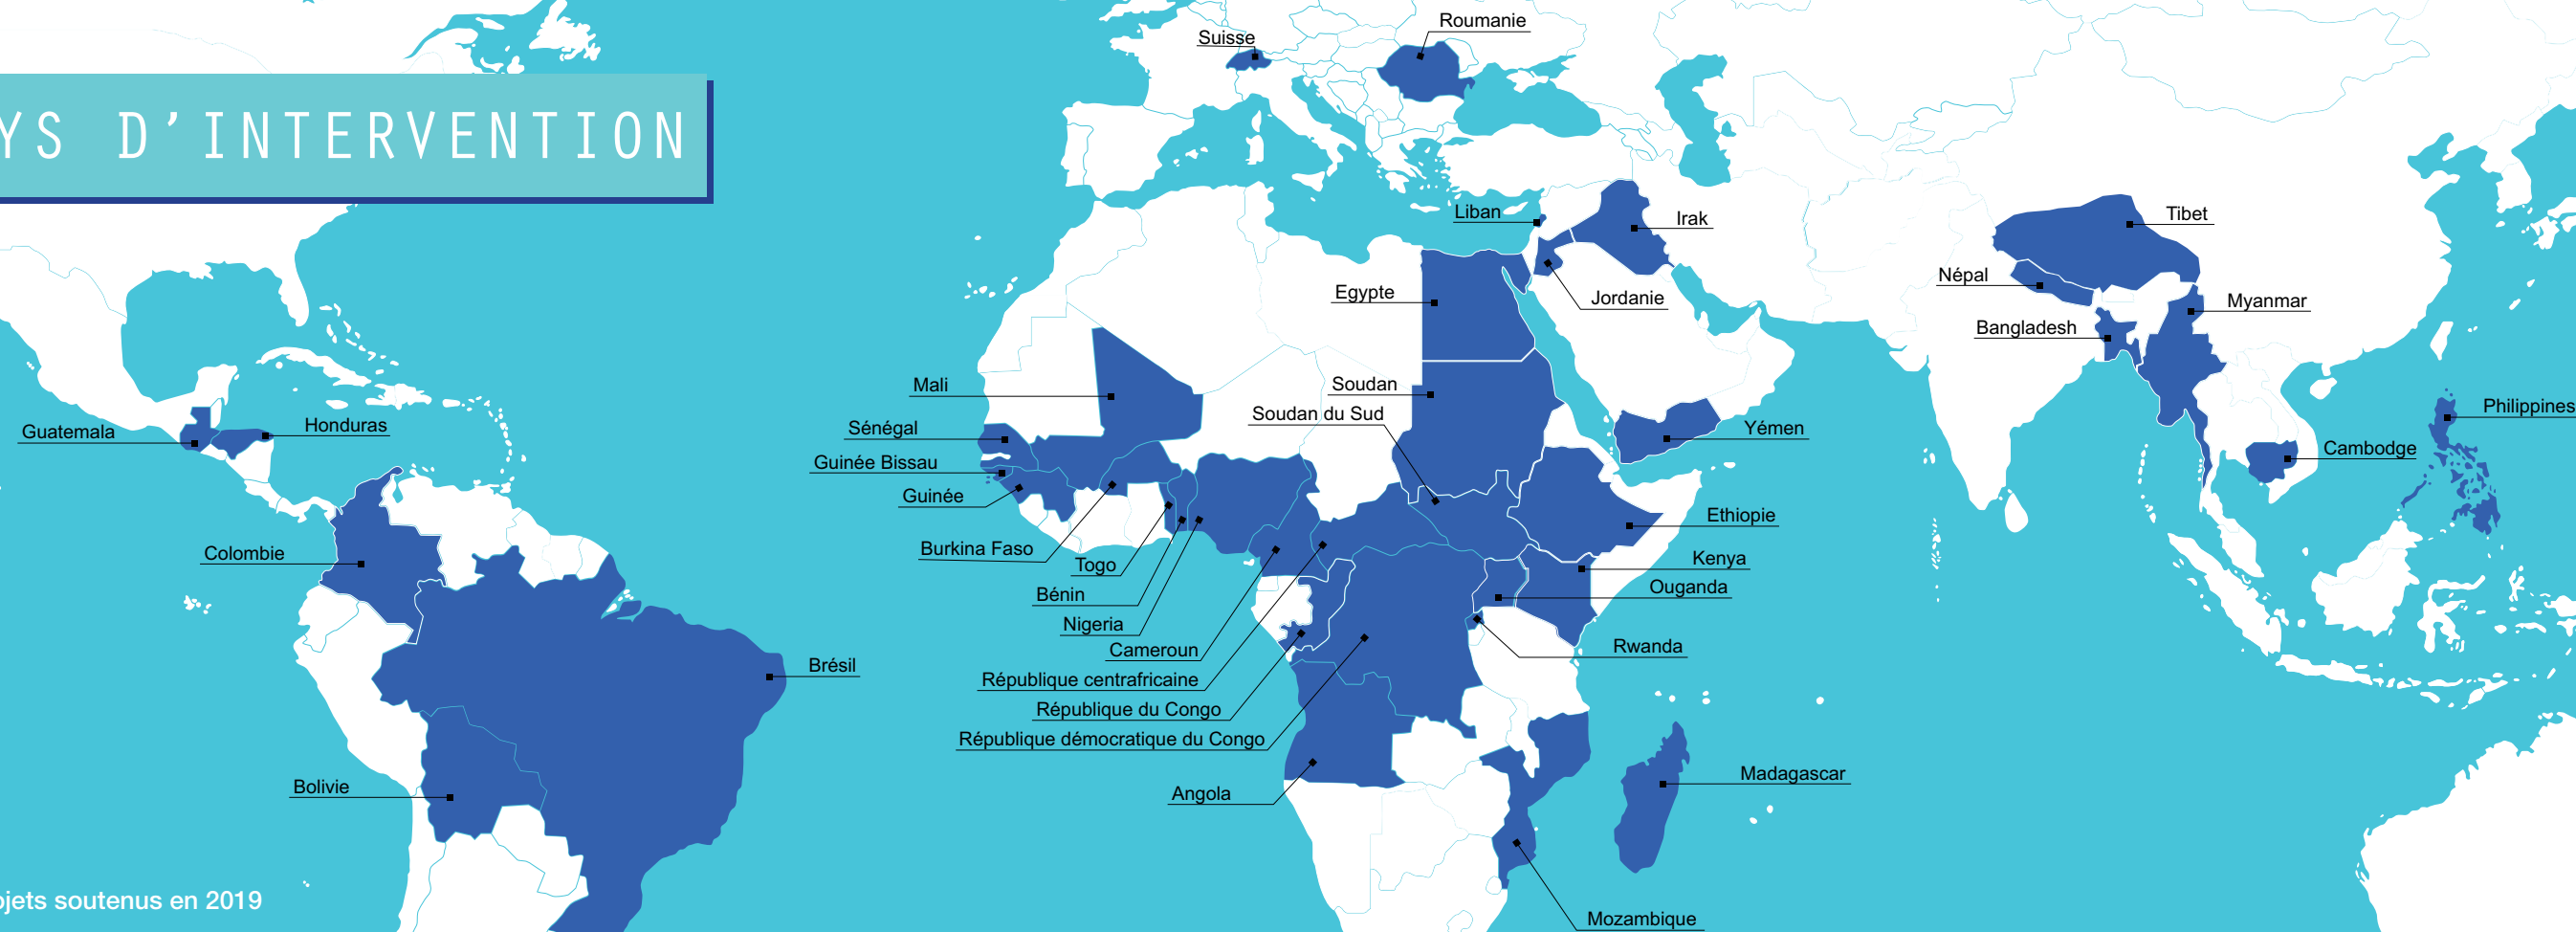 YS D'INTERVENTION
Suisse
Roumanie
Liban
Irak
Jordanie
Egypte
Tibet
Népal
Myanmar
Bangladesh
Philippines
Cambodge
Yémen
Guatemala
Honduras
Colombie
Brésil
Bolivie
Mali
Sénégal
Guinée Bissau
Guinée
Burkina Faso
Togo
Bénin
Nigeria
Cameroun
République centrafricaine
République du Congo
République démocratique du Congo
Angola
Soudan
Soudan du Sud
Ethiopie
Kenya
Ouganda
Rwanda
Madagascar
Mozambique
jets soutenus en 2019